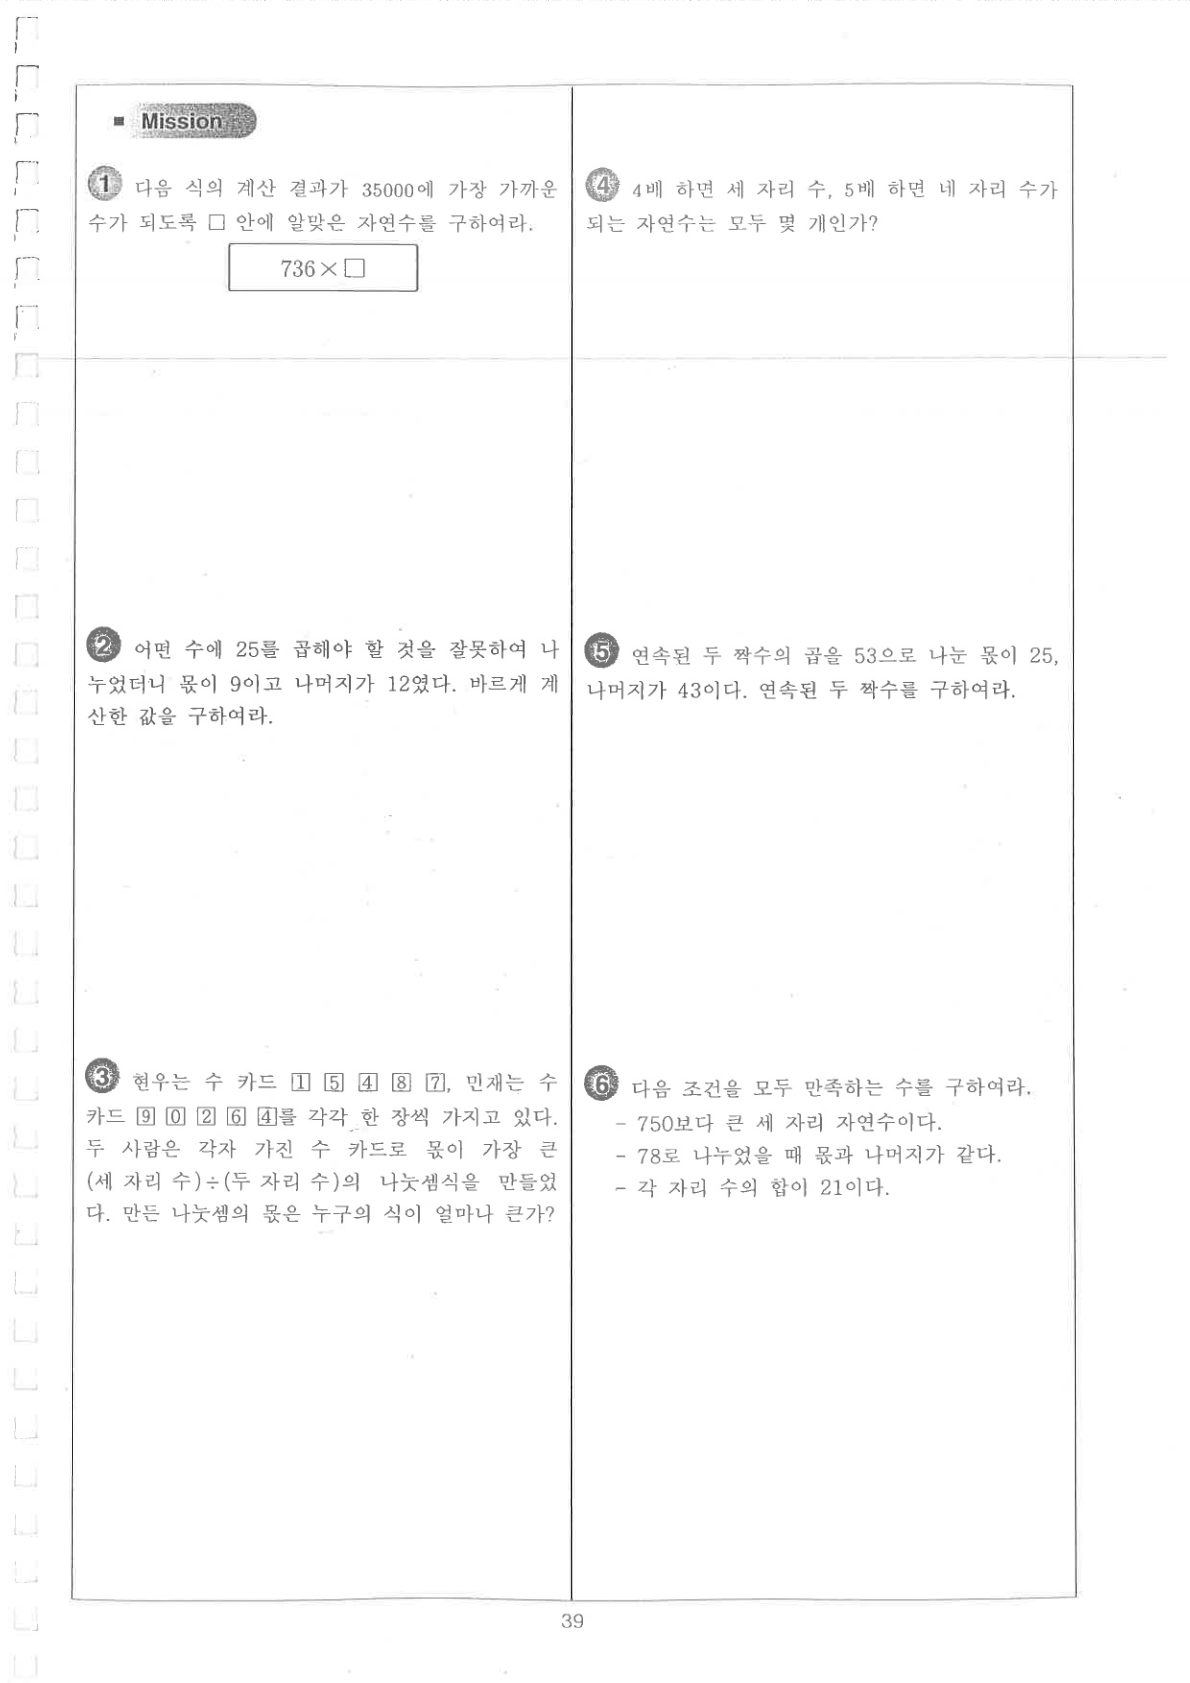 Mission
1 다음 식의 계산 결과가 35000에 가장 가까운
수가 되도록 □ 안에 알맞은 자연수를 구하여라.
736×□
2 어떤 수에 25를 곱해야 할 것을 잘못하여 나
누었더니 몫이 9이고 나머지가 12였다. 바르게 계
산한 값을 구하여라.
3 현우는 수 카드 1 5 4 8 7, 민재는 수
카드 9 0 2 6 4를 각각 한 장씩 가지고 있다.
두 사람은 각자 가진 수 카드로 몫이 가장 큰
(세 자리 수)÷(두 자리 수)의 나눗셈식을 만들었
다. 만든 나눗셈의 몫은 누구의 식이 얼마나 큰가?
4 4배 하면 세 자리 수, 5배 하면 네 자리 수가
되는 자연수는 모두 몇 개인가?
5 연속된 두 짝수의 곱을 53으로 나눈 몫이 25,
나머지가 43이다. 연속된 두 짝수를 구하여라.
6 다음 조건을 모두 만족하는 수를 구하여라.
- 750보다 큰 세 자리 자연수이다.
- 78로 나누었을 때 몫과 나머지가 같다.
- 각 자리 수의 합이 21이다.
39